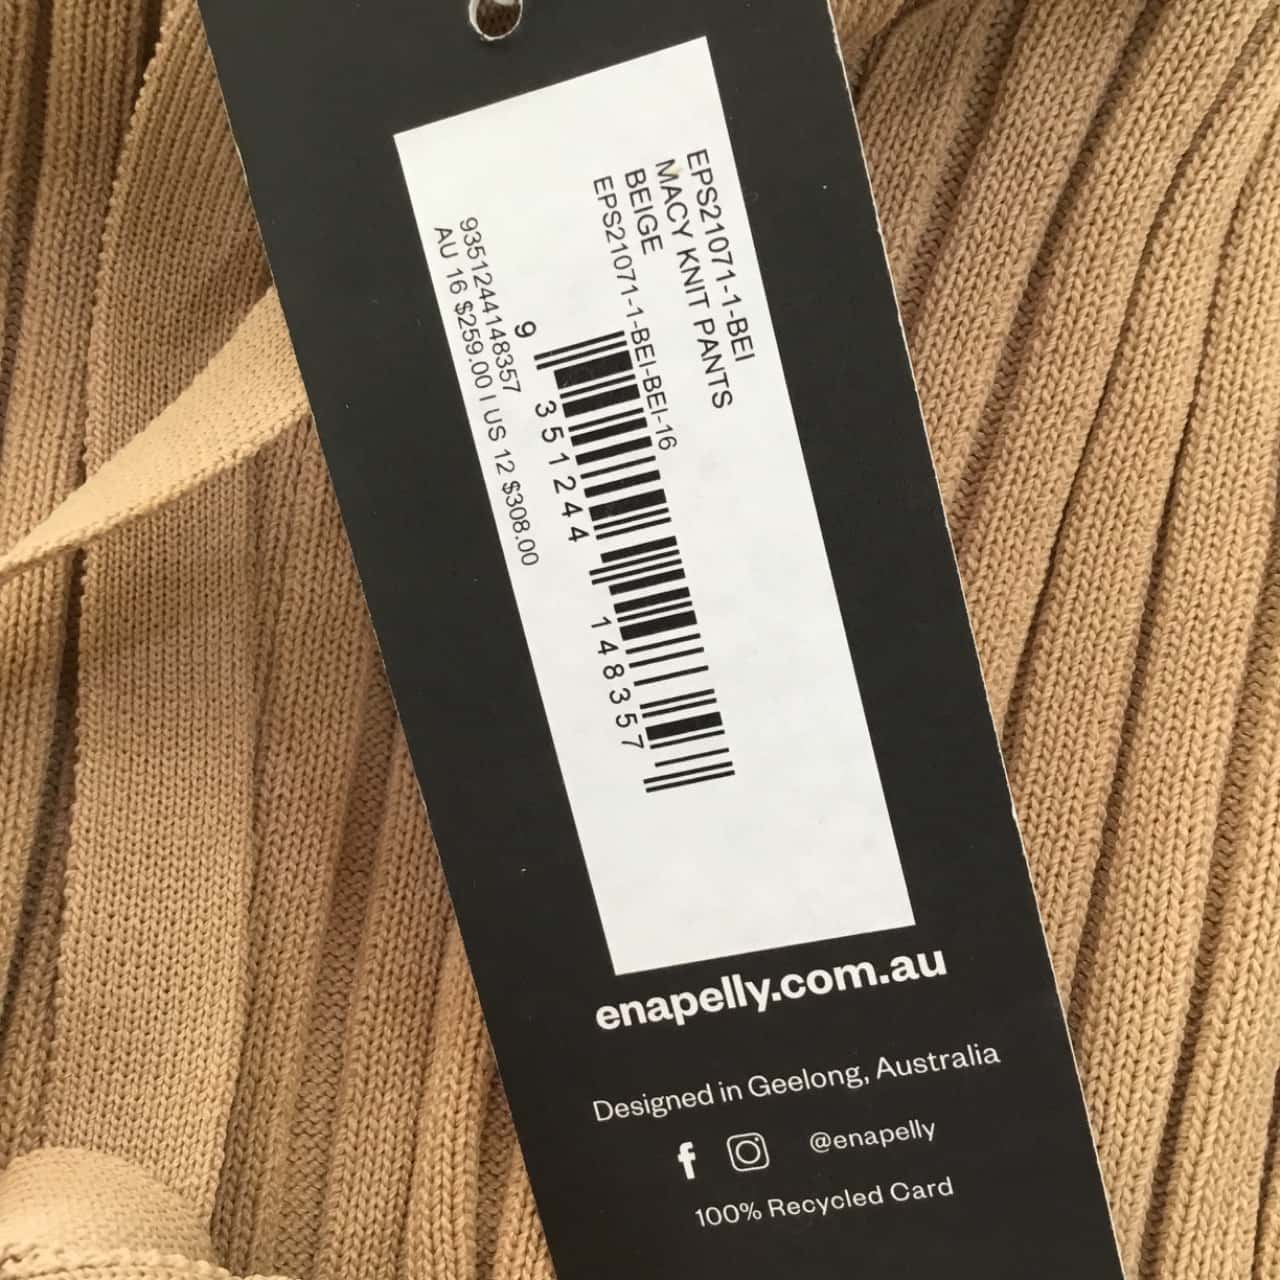 EPS21071-1-BEI
MACY KNIT PANTS
BEIGE
EPS21071-1-BEI-BEI-16
9 351244 148357
9351244148357
AU 16 $259.00 | US 12 $308.00
enapelly.com.au
Designed in Geelong, Australia
@enapelly
100% Recycled Card